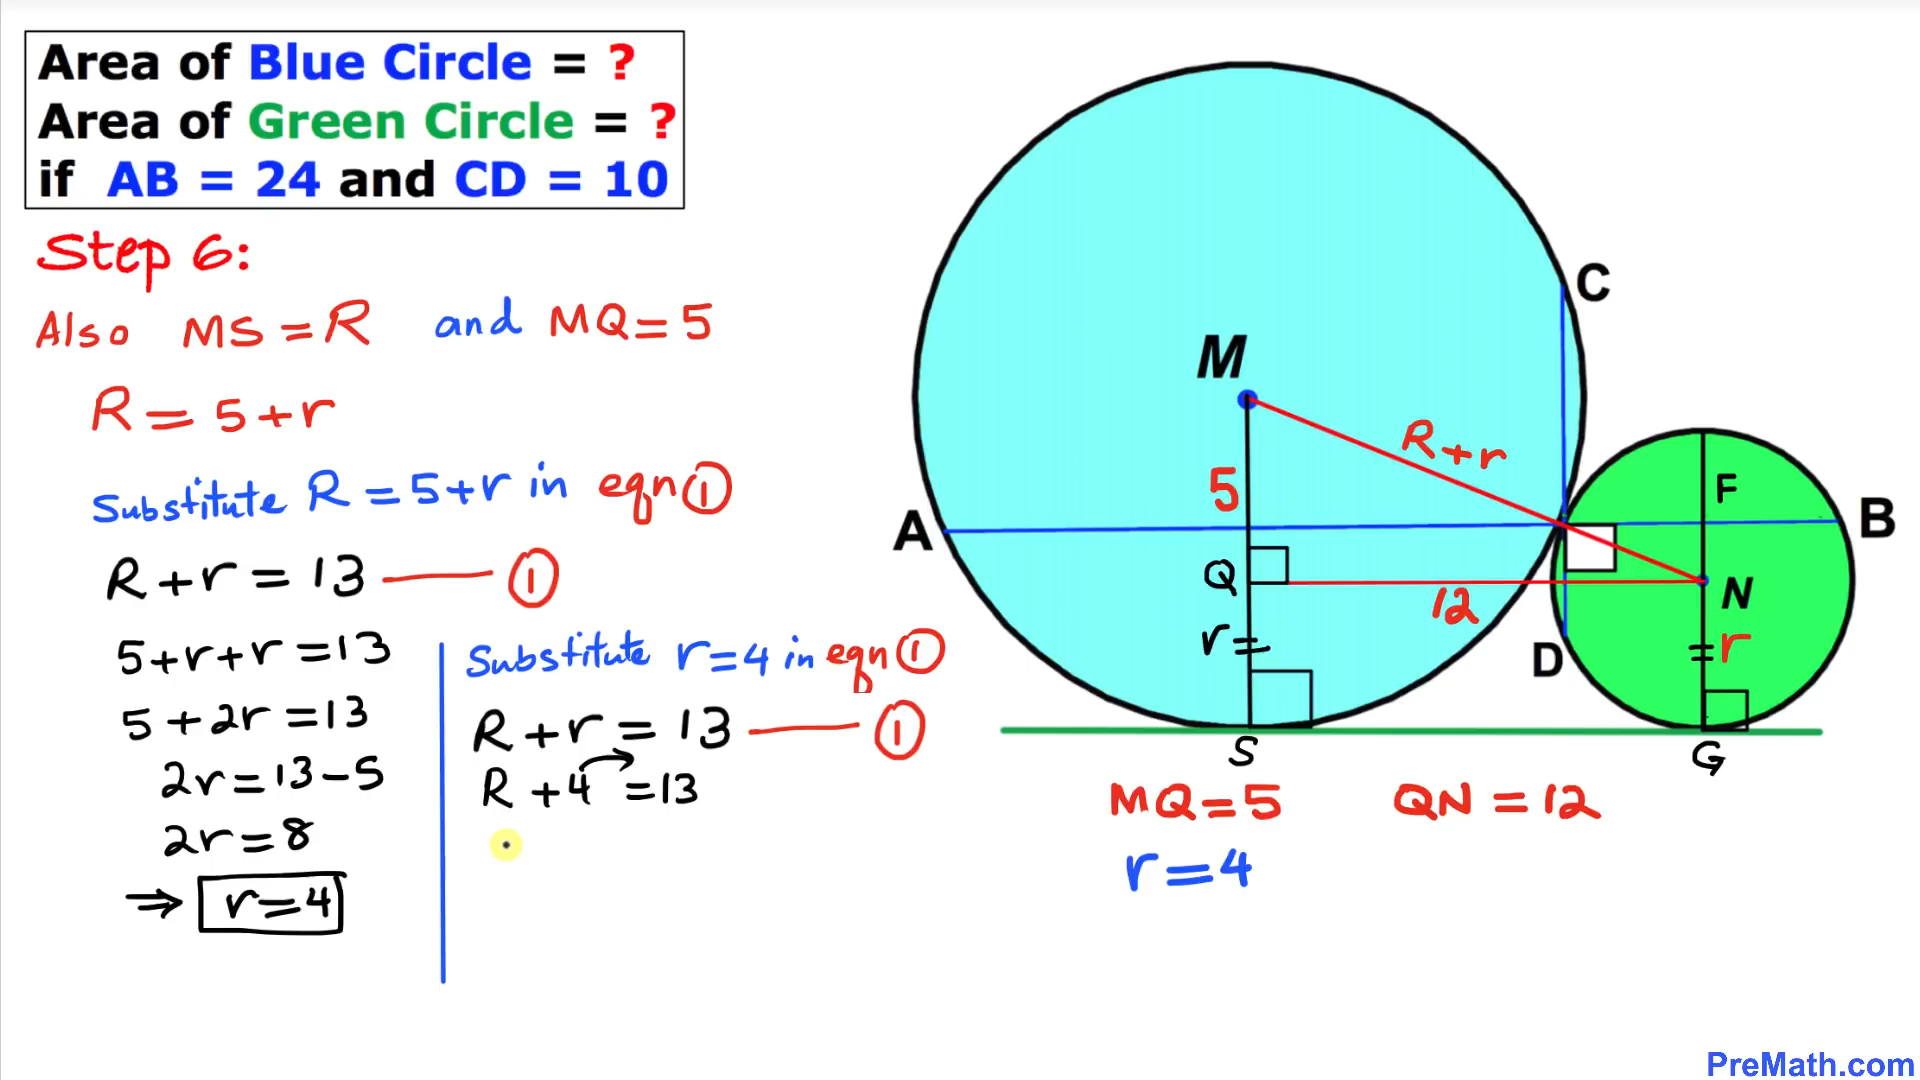 Area of Blue Circle = ?
Area of Green Circle = ?
if AB = 24 and CD = 10
Step 6:
Also MS = R and MQ = 5
R = 5 + r
Substitute R = 5 + r in eqn ①
R + r = 13 ①
5 + r + r = 13
5 + 2r = 13
2r = 13 - 5
2r = 8
⇒ r = 4
Substitute r = 4 in eqn ①
R + r = 13 ①
R + 4 = 13
C
M
R + r
5
F
A
B
Q
12
N
r =
D
= r
S
G
MQ = 5 QN = 12
r = 4
PreMath.com